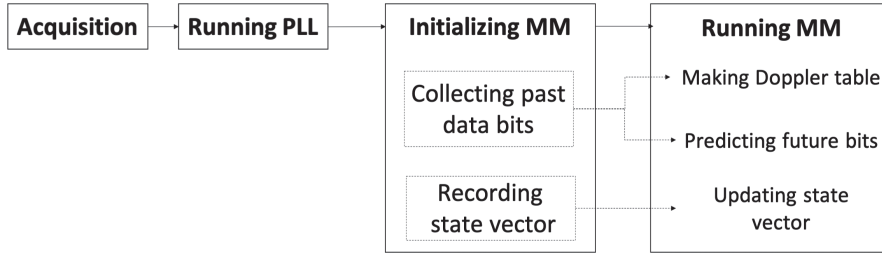 Acquisition
Running PLL
Initializing MM
Collecting past
data bits
Recording
state vector
Running MM
Making Doppler table
Predicting future bits
Updating state
vector